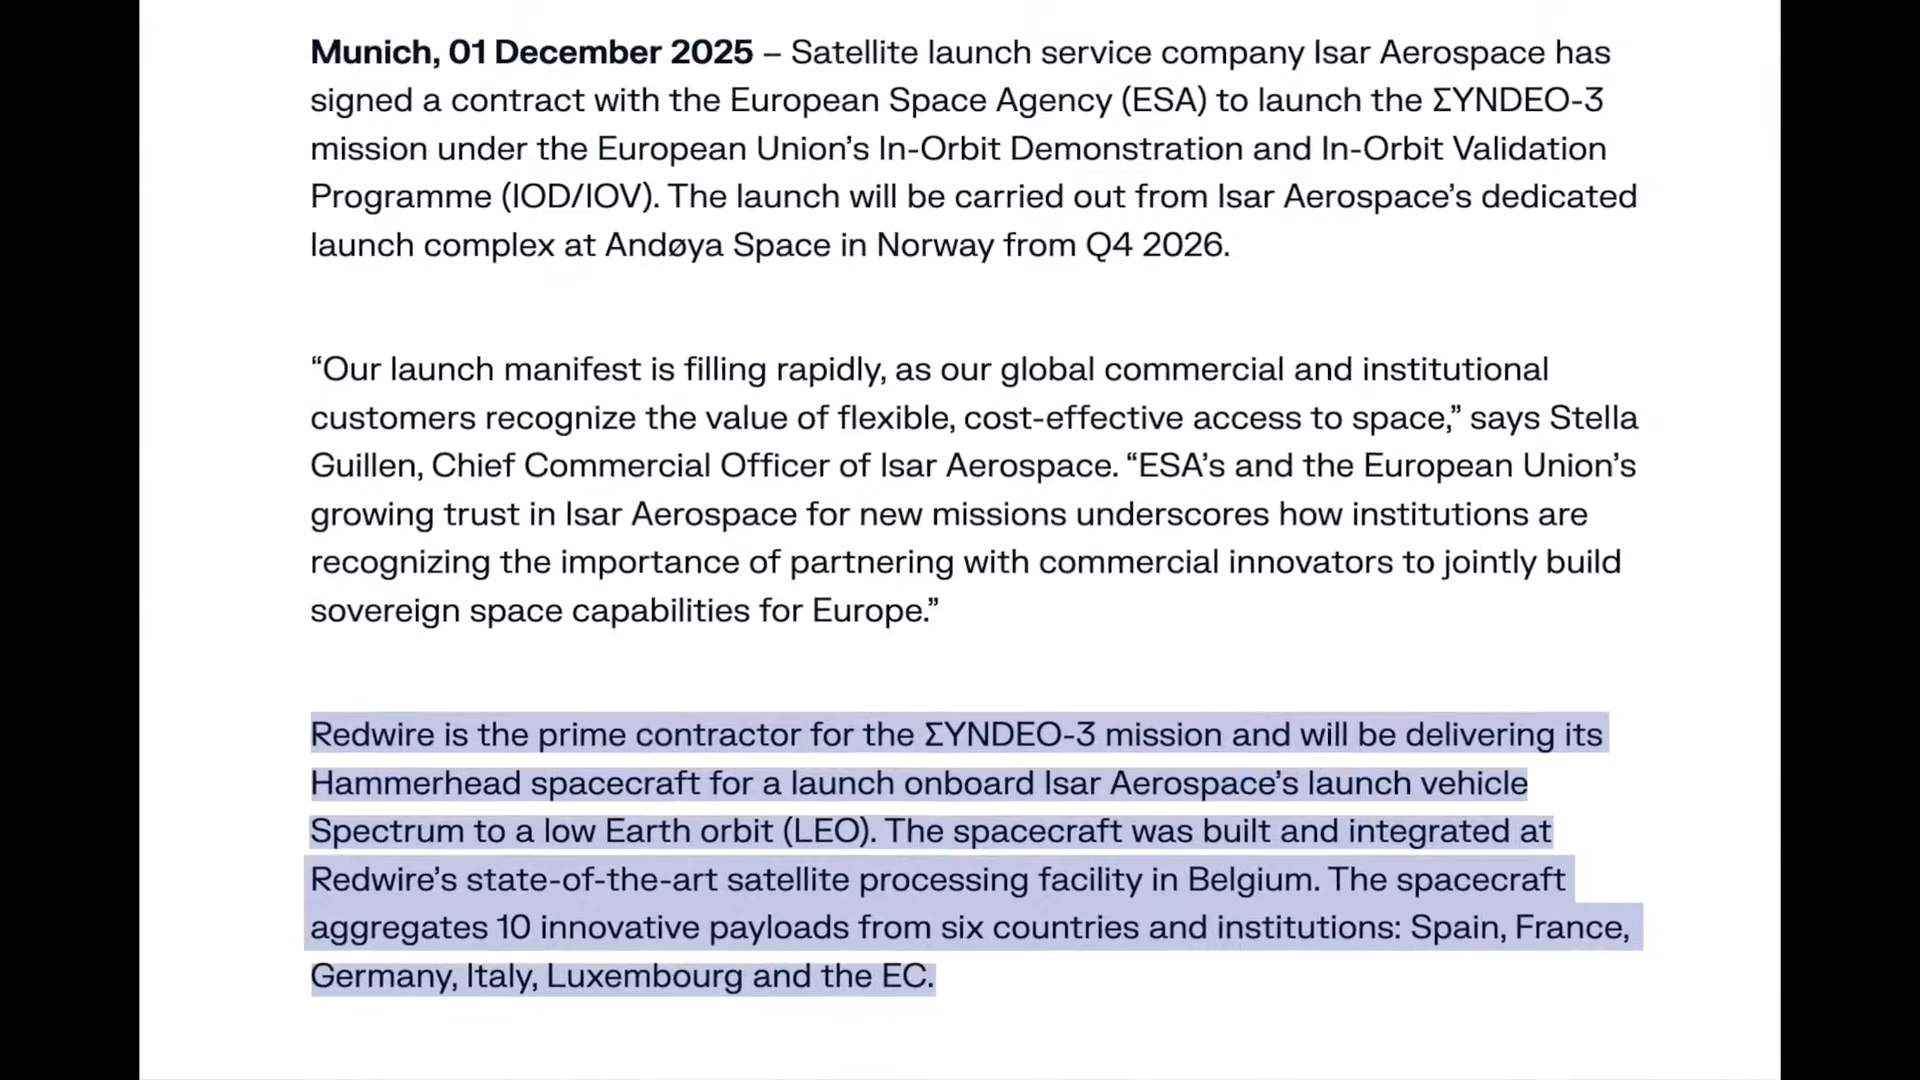 Munich, 01 December 2025 – Satellite launch service company Isar Aerospace has
signed a contract with the European Space Agency (ESA) to launch the ΣYNDEO-3
mission under the European Union’s In-Orbit Demonstration and In-Orbit Validation
Programme (IOD/IOV). The launch will be carried out from Isar Aerospace’s dedicated
launch complex at Andøya Space in Norway from Q4 2026.
“Our launch manifest is filling rapidly, as our global commercial and institutional
customers recognize the value of flexible, cost-effective access to space,” says Stella
Guillen, Chief Commercial Officer of Isar Aerospace. “ESA’s and the European Union’s
growing trust in Isar Aerospace for new missions underscores how institutions are
recognizing the importance of partnering with commercial innovators to jointly build
sovereign space capabilities for Europe.”
Redwire is the prime contractor for the ΣYNDEO-3 mission and will be delivering its
Hammerhead spacecraft for a launch onboard Isar Aerospace’s launch vehicle
Spectrum to a low Earth orbit (LEO). The spacecraft was built and integrated at
Redwire’s state-of-the-art satellite processing facility in Belgium. The spacecraft
aggregates 10 innovative payloads from six countries and institutions: Spain, France,
Germany, Italy, Luxembourg and the EC.